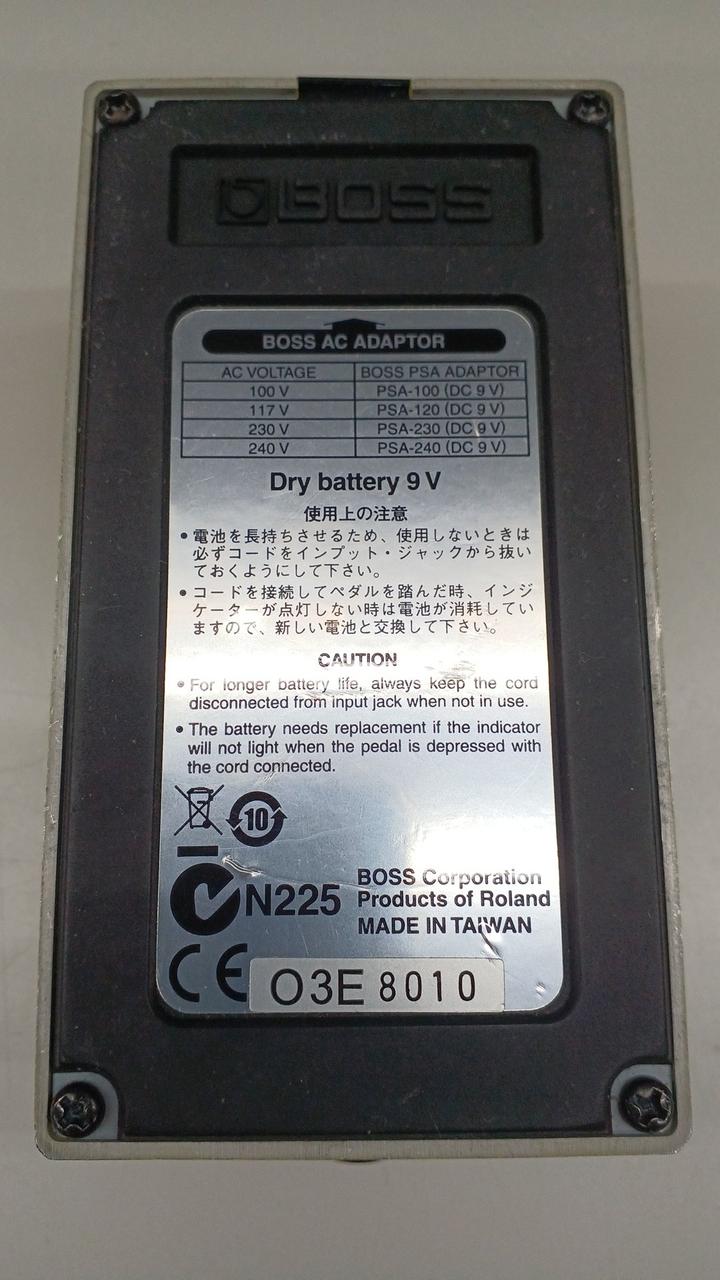 BOSS
BOSS AC ADAPTOR
AC VOLTAGE BOSS PSA ADAPTOR
100 V PSA-100 (DC 9 V)
117 V PSA-120 (DC 9 V)
230 V PSA-230 (DC 9 V)
240 V PSA-240 (DC 9 V)
Dry battery 9 V
使用上の注意
• 電池を長持ちさせるため、使用しないときは
必ずコードをインプット・ジャックから抜い
ておくようにして下さい。
• コードを接続してペダルを踏んだ時、インジ
ケーターが点灯しない時は電池が消耗してい
ますので、新しい電池と交換して下さい。
CAUTION
• For longer battery life, always keep the cord
disconnected from input jack when not in use.
• The battery needs replacement if the indicator
will not light when the pedal is depressed with
the cord connected.
10
N225
BOSS Corporation
Products of Roland
MADE IN TAIWAN
CE
O3E 8010